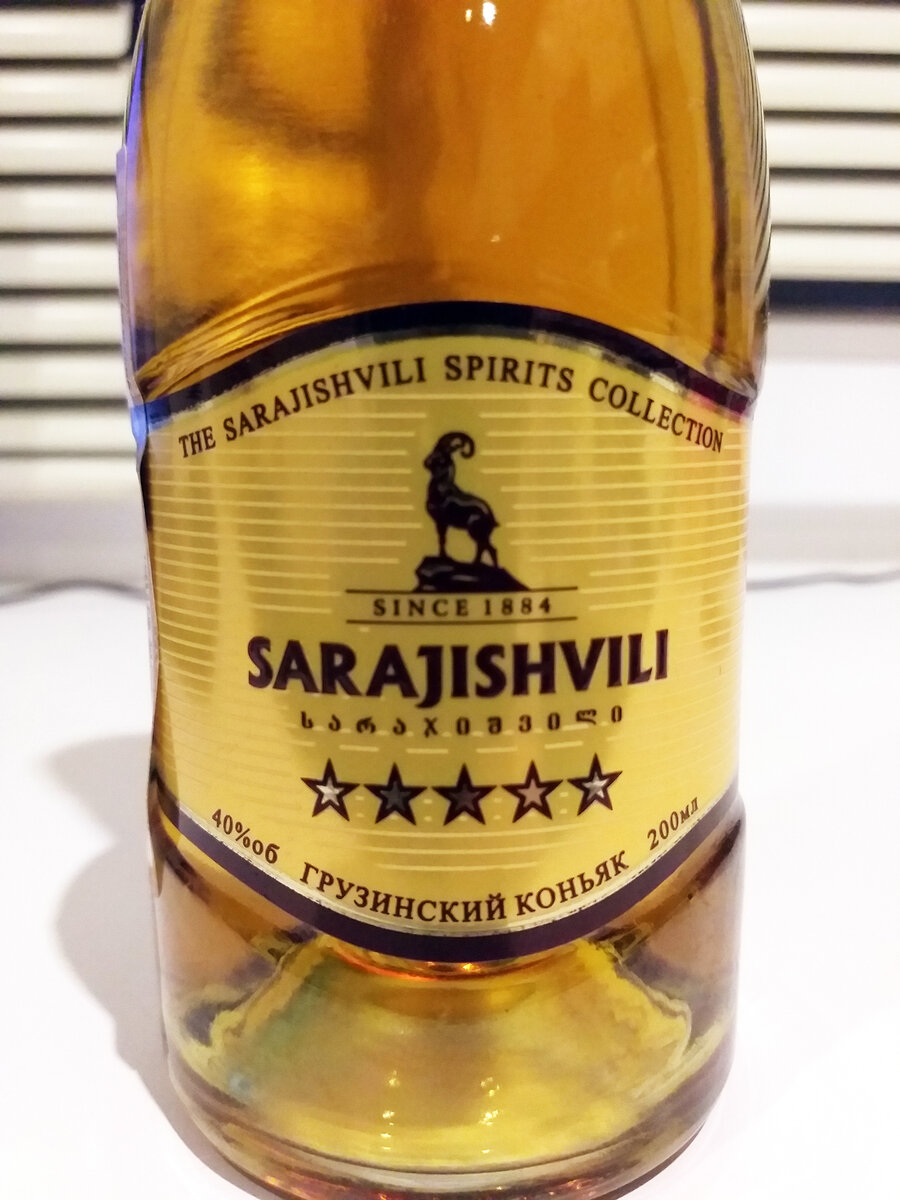 THE SARAJISHVILI SPIRITS COLLECTION
SINCE 1884
SARAJISHVILI
სარაჯიშვილი
40%об
200мл
ГРУЗИНСКИЙ КОНЬЯК